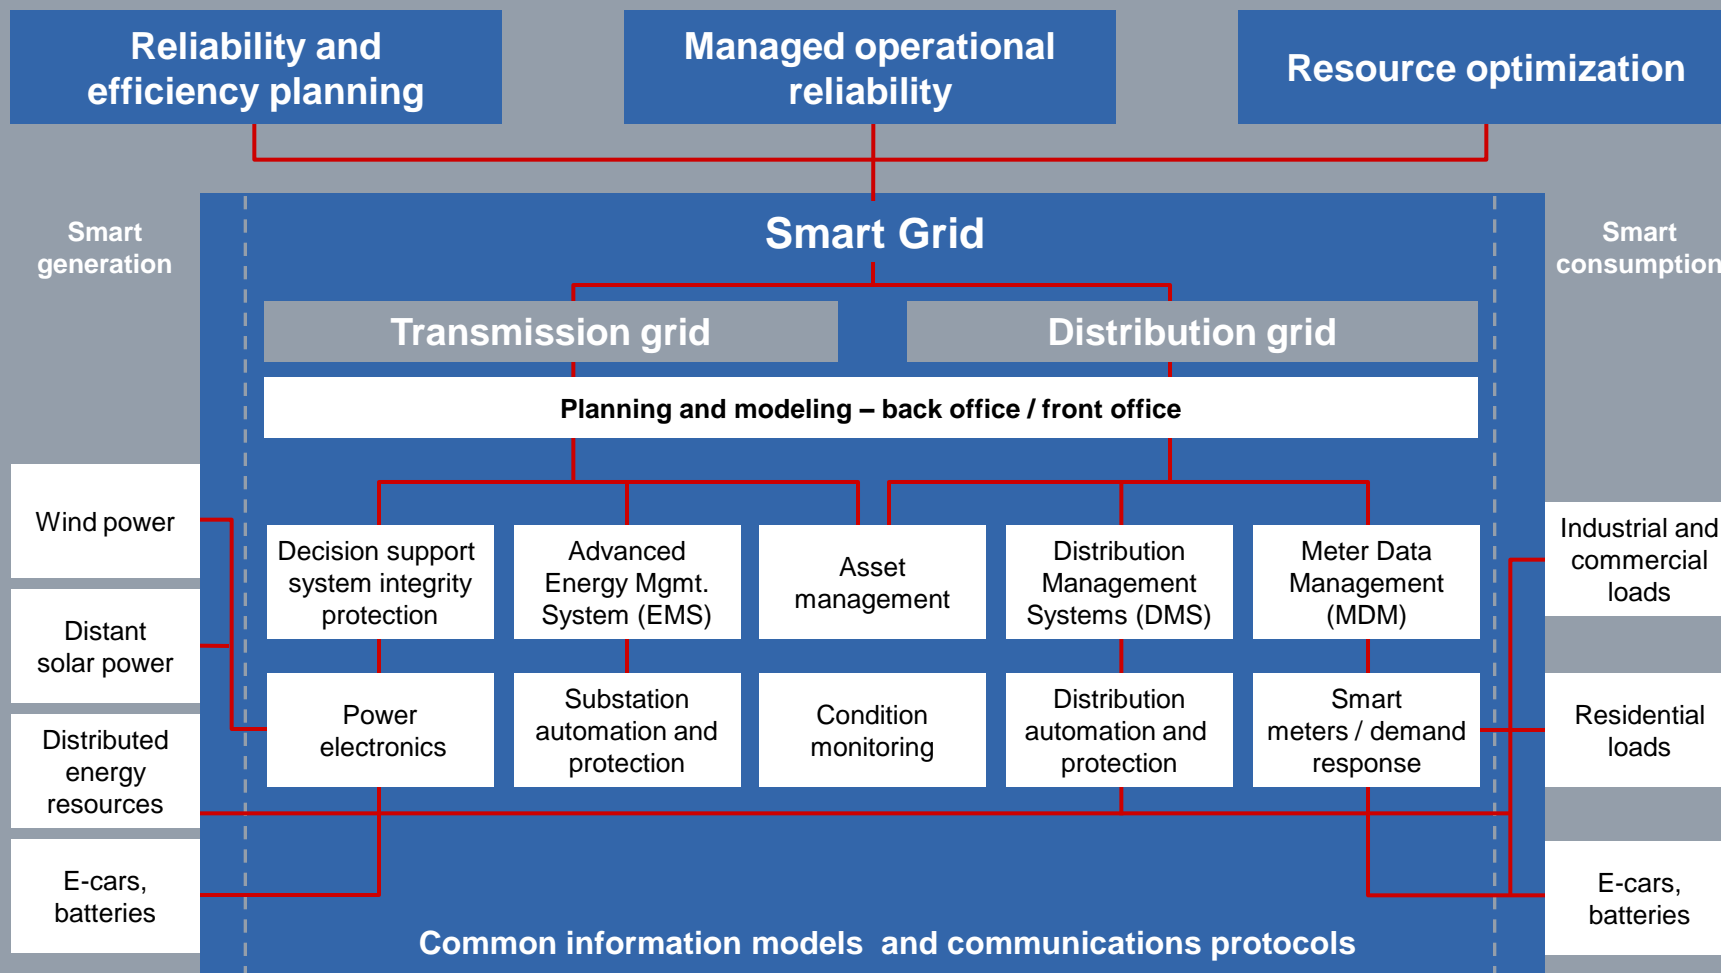 Reliability and
efficiency planning
Managed operational
reliability
Resource optimization
Smart
generation
Smart Grid
Smart
consumption
Transmission grid
Distribution grid
Planning and modeling – back office / front office
Wind power
Distant
solar power
Distributed
energy
resources
E-cars,
batteries
Decision support
system integrity
protection
Advanced
Energy Mgmt.
System (EMS)
Asset
management
Distribution
Management
Systems (DMS)
Meter Data
Management
(MDM)
Power
electronics
Substation
automation and
protection
Condition
monitoring
Distribution
automation and
protection
Smart
meters / demand
response
Industrial and
commercial
loads
Residential
loads
E-cars,
batteries
Common information models  and communications protocols